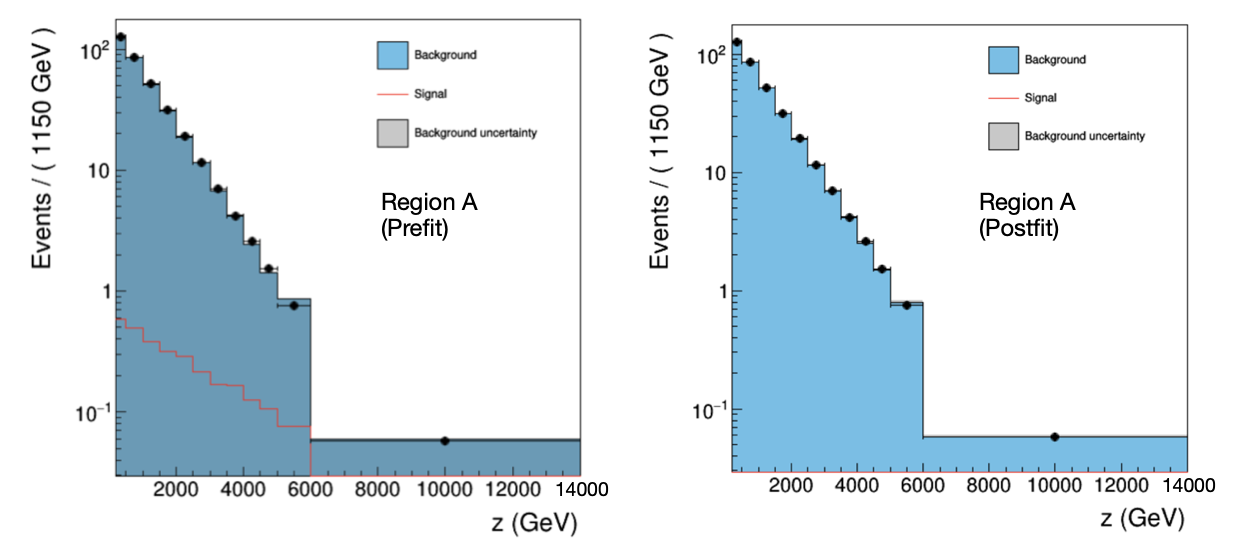 Events / ( 1150 GeV )
10²
10
1
10⁻¹
Background
Signal
Background uncertainty
Region A
(Prefit)
2000 4000 6000 8000 10000 12000 14000
z (GeV)
Events / ( 1150 GeV )
10²
10
1
10⁻¹
Background
Signal
Background uncertainty
Region A
(Postfit)
2000 4000 6000 8000 10000 12000 14000
z (GeV)